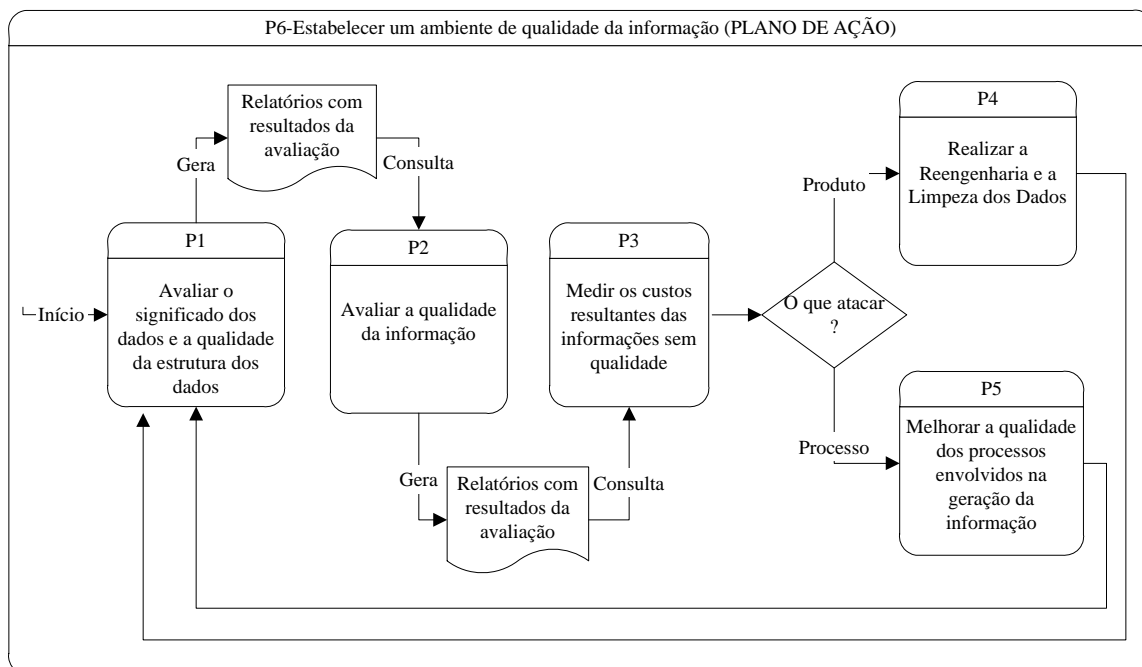 P6-Estabelecer um ambiente de qualidade da informação (PLANO DE AÇÃO)
Início
P1
Avaliar o
significado dos
dados e a qualidade
da estrutura dos
dados
Gera
Relatórios com
resultados da
avaliação
Consulta
P2
Avaliar a qualidade
da informação
Gera
Relatórios com
resultados da
avaliação
Consulta
P3
Medir os custos
resultantes das
informações sem
qualidade
O que atacar
?
Produto
P4
Realizar a
Reengenharia e a
Limpeza dos Dados
Processo
P5
Melhorar a qualidade
dos processos
envolvidos na
geração da
informação